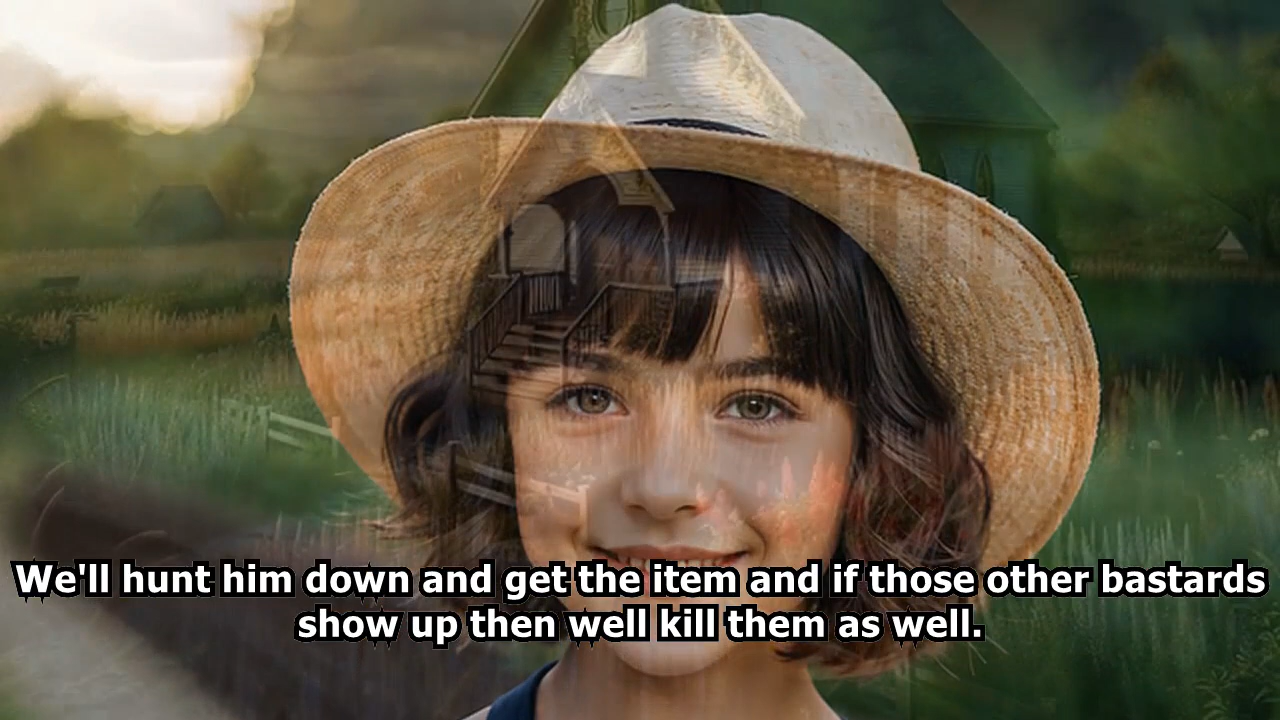 We'll hunt him down and get the item and if those other bastards
show up then well kill them as well.